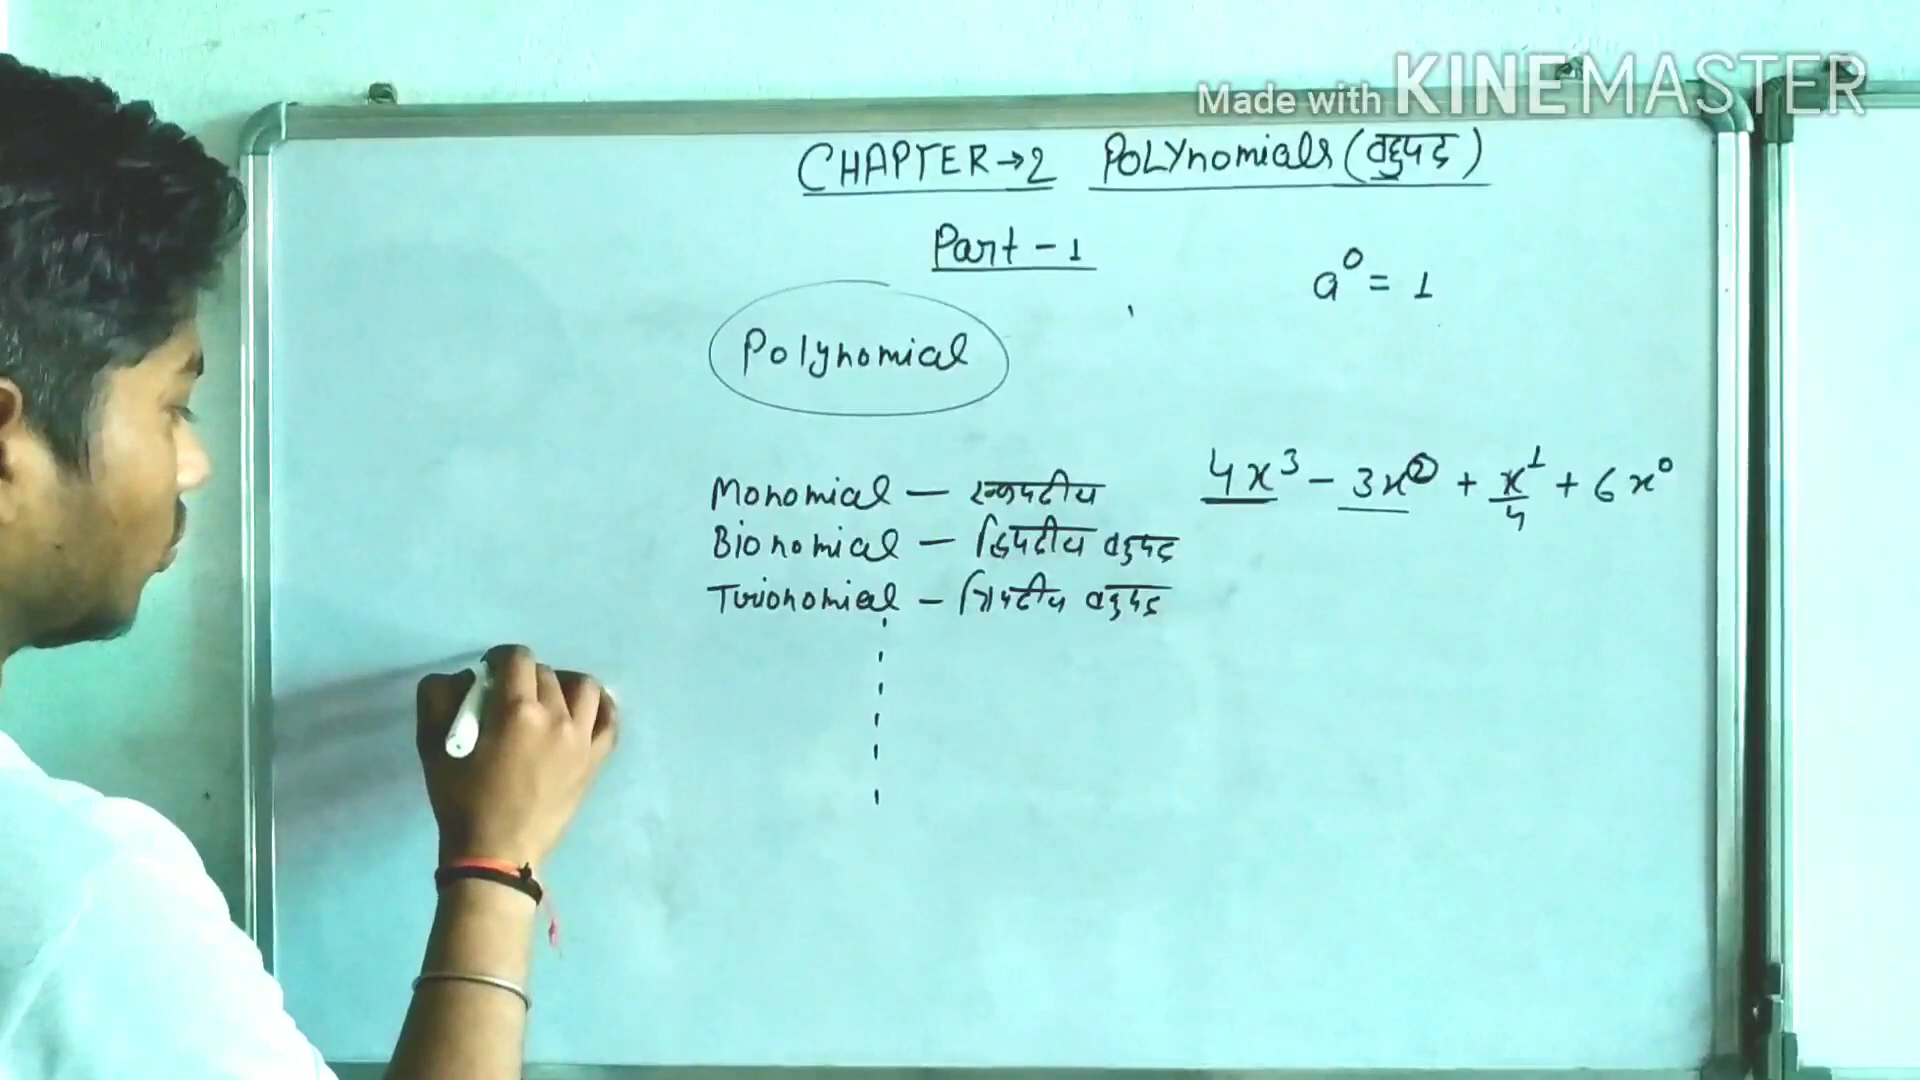 Made with KINEMASTER
CHAPTER→2 POLYnomials (बहुपद)
Part-1
a⁰ = 1
Polynomial
4x³ - 3x² + x¹/4 + 6x⁰
Monomial — एकपदीय
Bionomial — द्विपदीय बहुपद
Trionomial — त्रिपदीय बहुपद